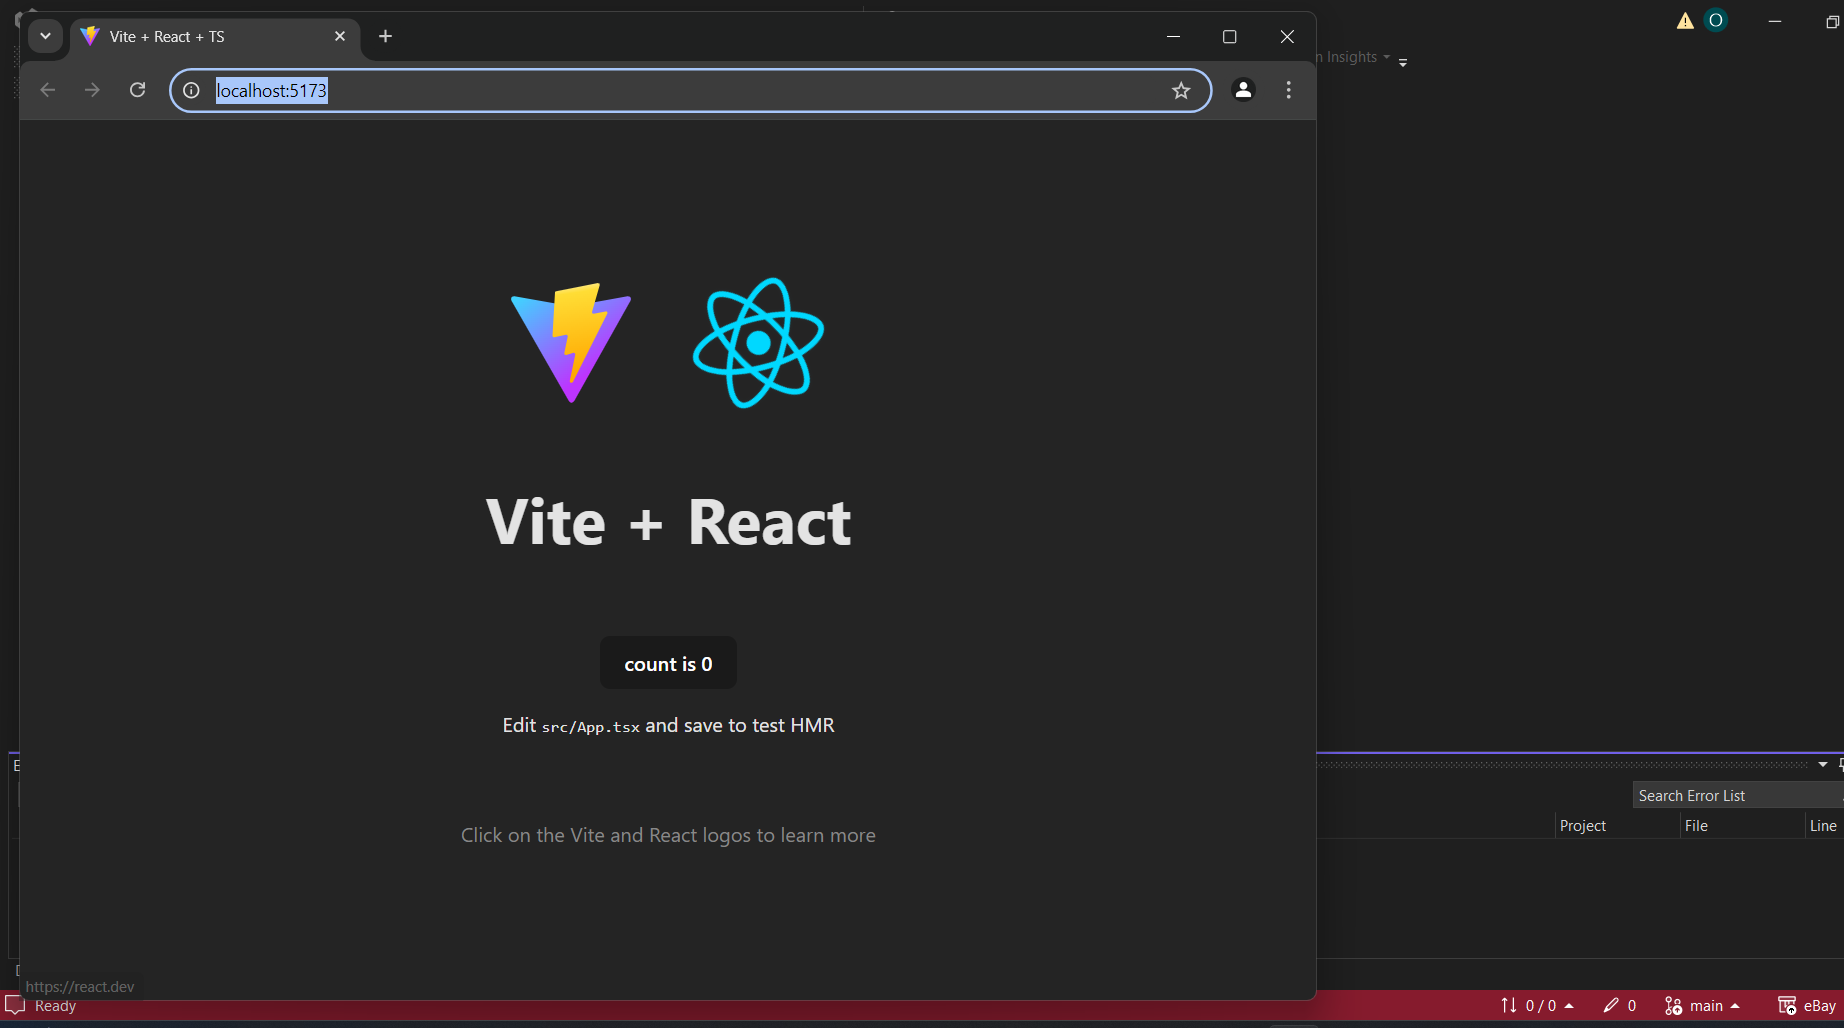 Vite + React + TS
O
localhost:5173
n Insights
Vite + React
count is 0
Edit src/App.tsx and save to test HMR
Click on the Vite and React logos to learn more
Search Error List
Project
File
Line
https://react.dev
Ready
0 / 0
0
main
eBay